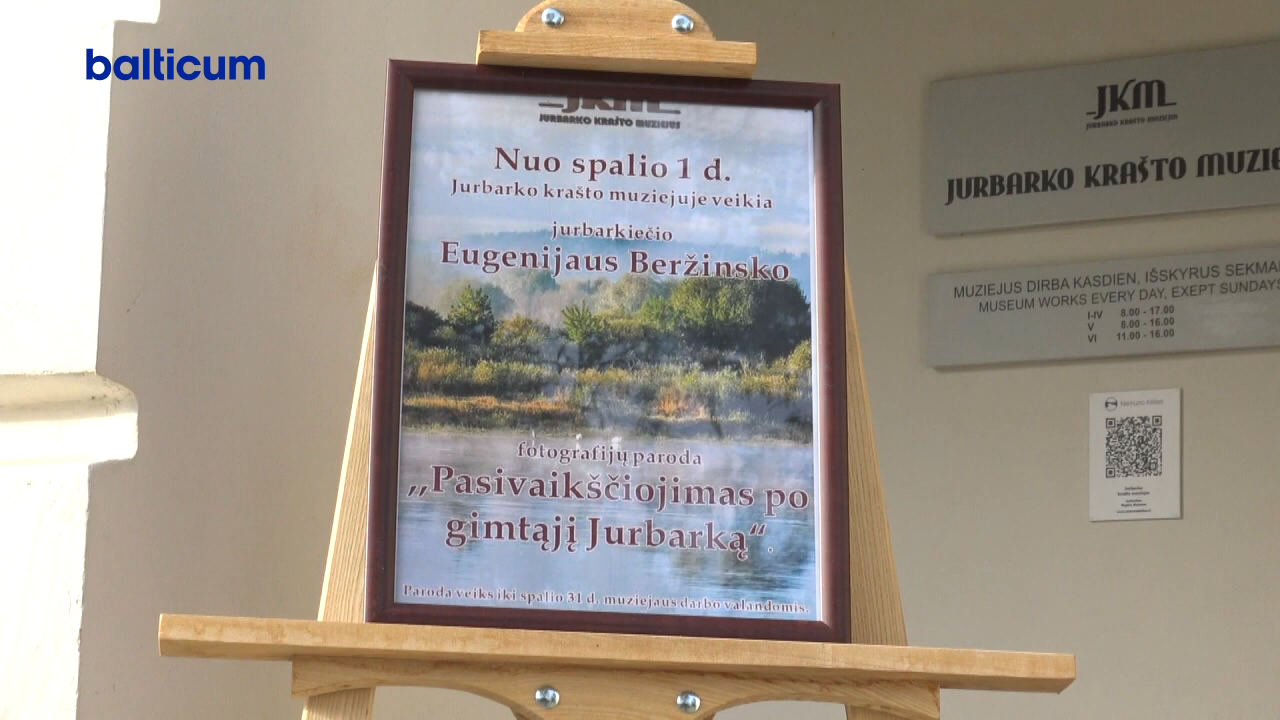 balticum
JKM
JURBARKO KRAŠTO MUZIEJUS
Nuo spalio 1 d.
Jurbarko krašto muziejuje veikia
jurbarkiečio
Eugenijaus Beržinsko
fotografijų paroda
,,Pasivaikščiojimas po
gimtąjį Jurbarką“.
Paroda veiks iki spalio 31 d. muziejaus darbo valandomis.
JKM
JURBARKO KRAŠTO MUZIEJUS
JURBARKO KRAŠTO MUZIE
MUZIEJUS DIRBA KASDIEN, IŠSKYRUS SEKMA
MUSEUM WORKS EVERY DAY, EXEPT SUNDAYS
I-IV 8.00 - 17.00
V 8.00 - 16.00
VI 11.00 - 16.00